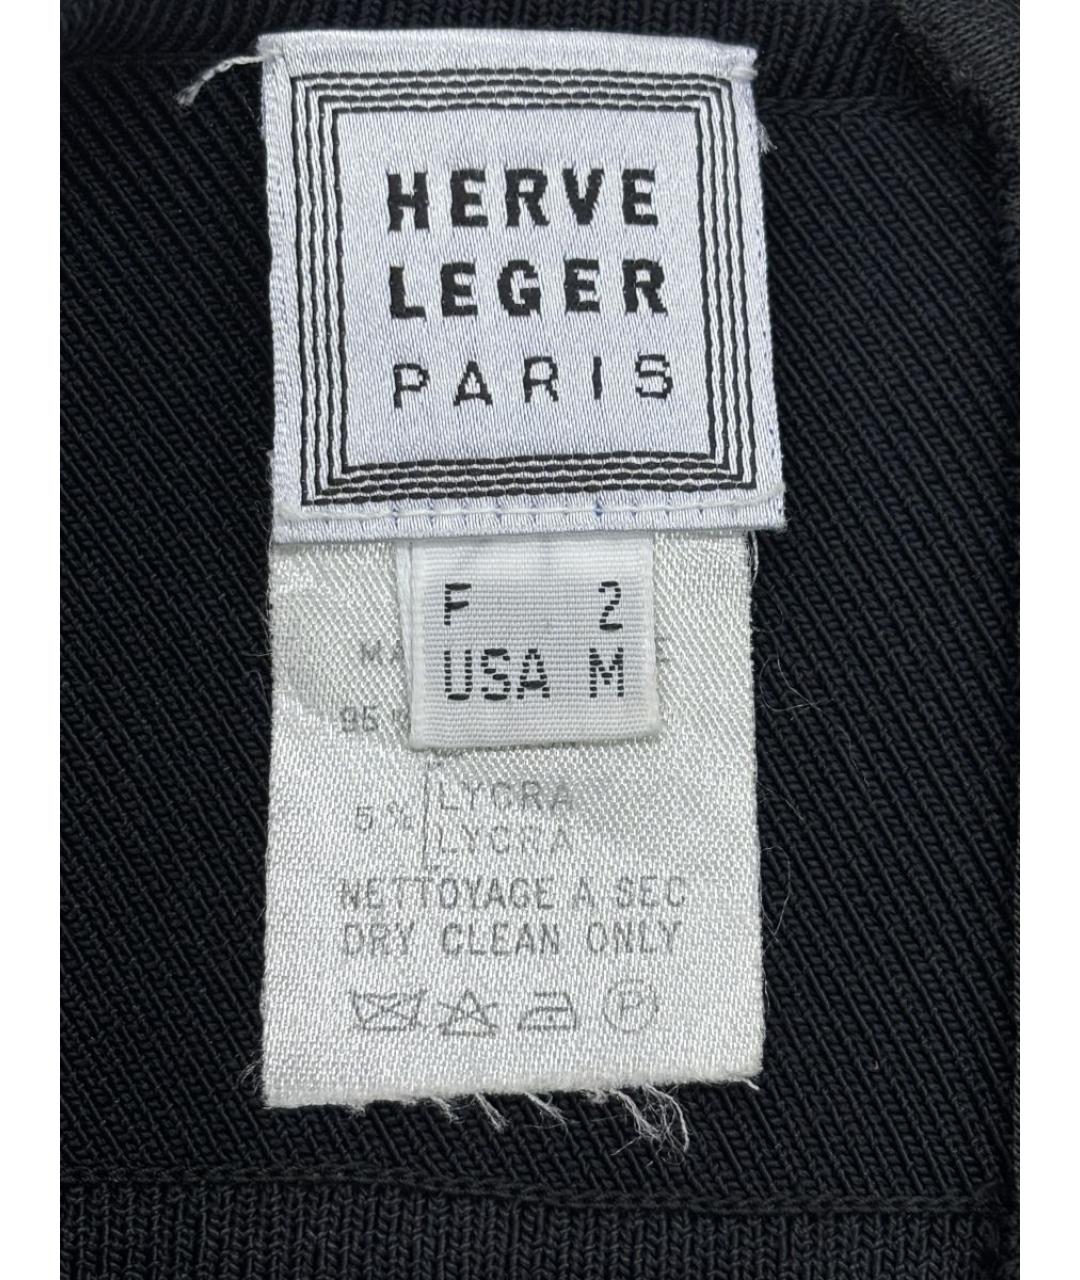 HERVE
LEGER
PARIS
F 2
USA M
5% LYCRA
LYCRA
NETTOYAGE A SEC
DRY CLEAN ONLY
P